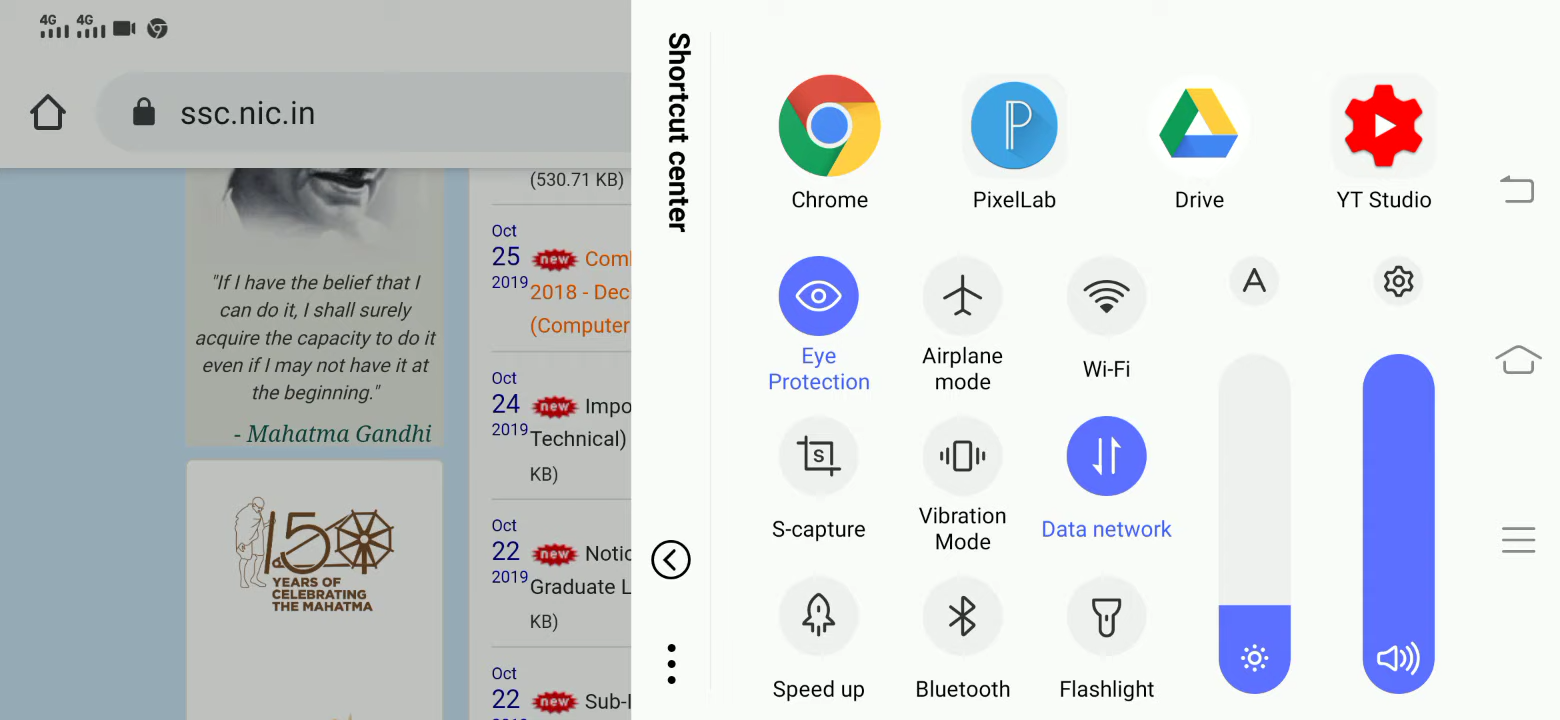 4G 4G
ssc.nic.in
"If I have the belief that I
can do it, I shall surely
acquire the capacity to do it
even if I may not have it at
the beginning."
- Mahatma Gandhi
150
YEARS OF
CELEBRATING
THE MAHATMA
(530.71 KB)
Oct
25
2019
new
2018 - Dec
(Computer
Oct
24
2019
new
Technical)
KB)
Oct
22
2019
new
Graduate L
KB)
Oct
22
new
Shortcut center
Chrome
PixelLab
Drive
YT Studio
Eye
Protection
Airplane
mode
Wi-Fi
A
S
S-capture
Vibration
Mode
Data network
Speed up
Bluetooth
Flashlight